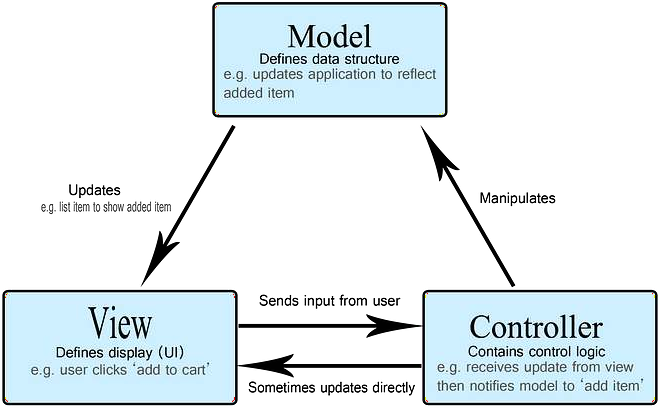 Model
Defines data structure
e.g. updates application to reflect
added item
Updates
e.g. list item to show added item
Manipulates
View
Defines display (UI)
e.g. user clicks ‘add to cart’
Sends input from user
Sometimes updates directly
Controller
Contains control logic
e.g. receives update from view
then notifies model to ‘add item’